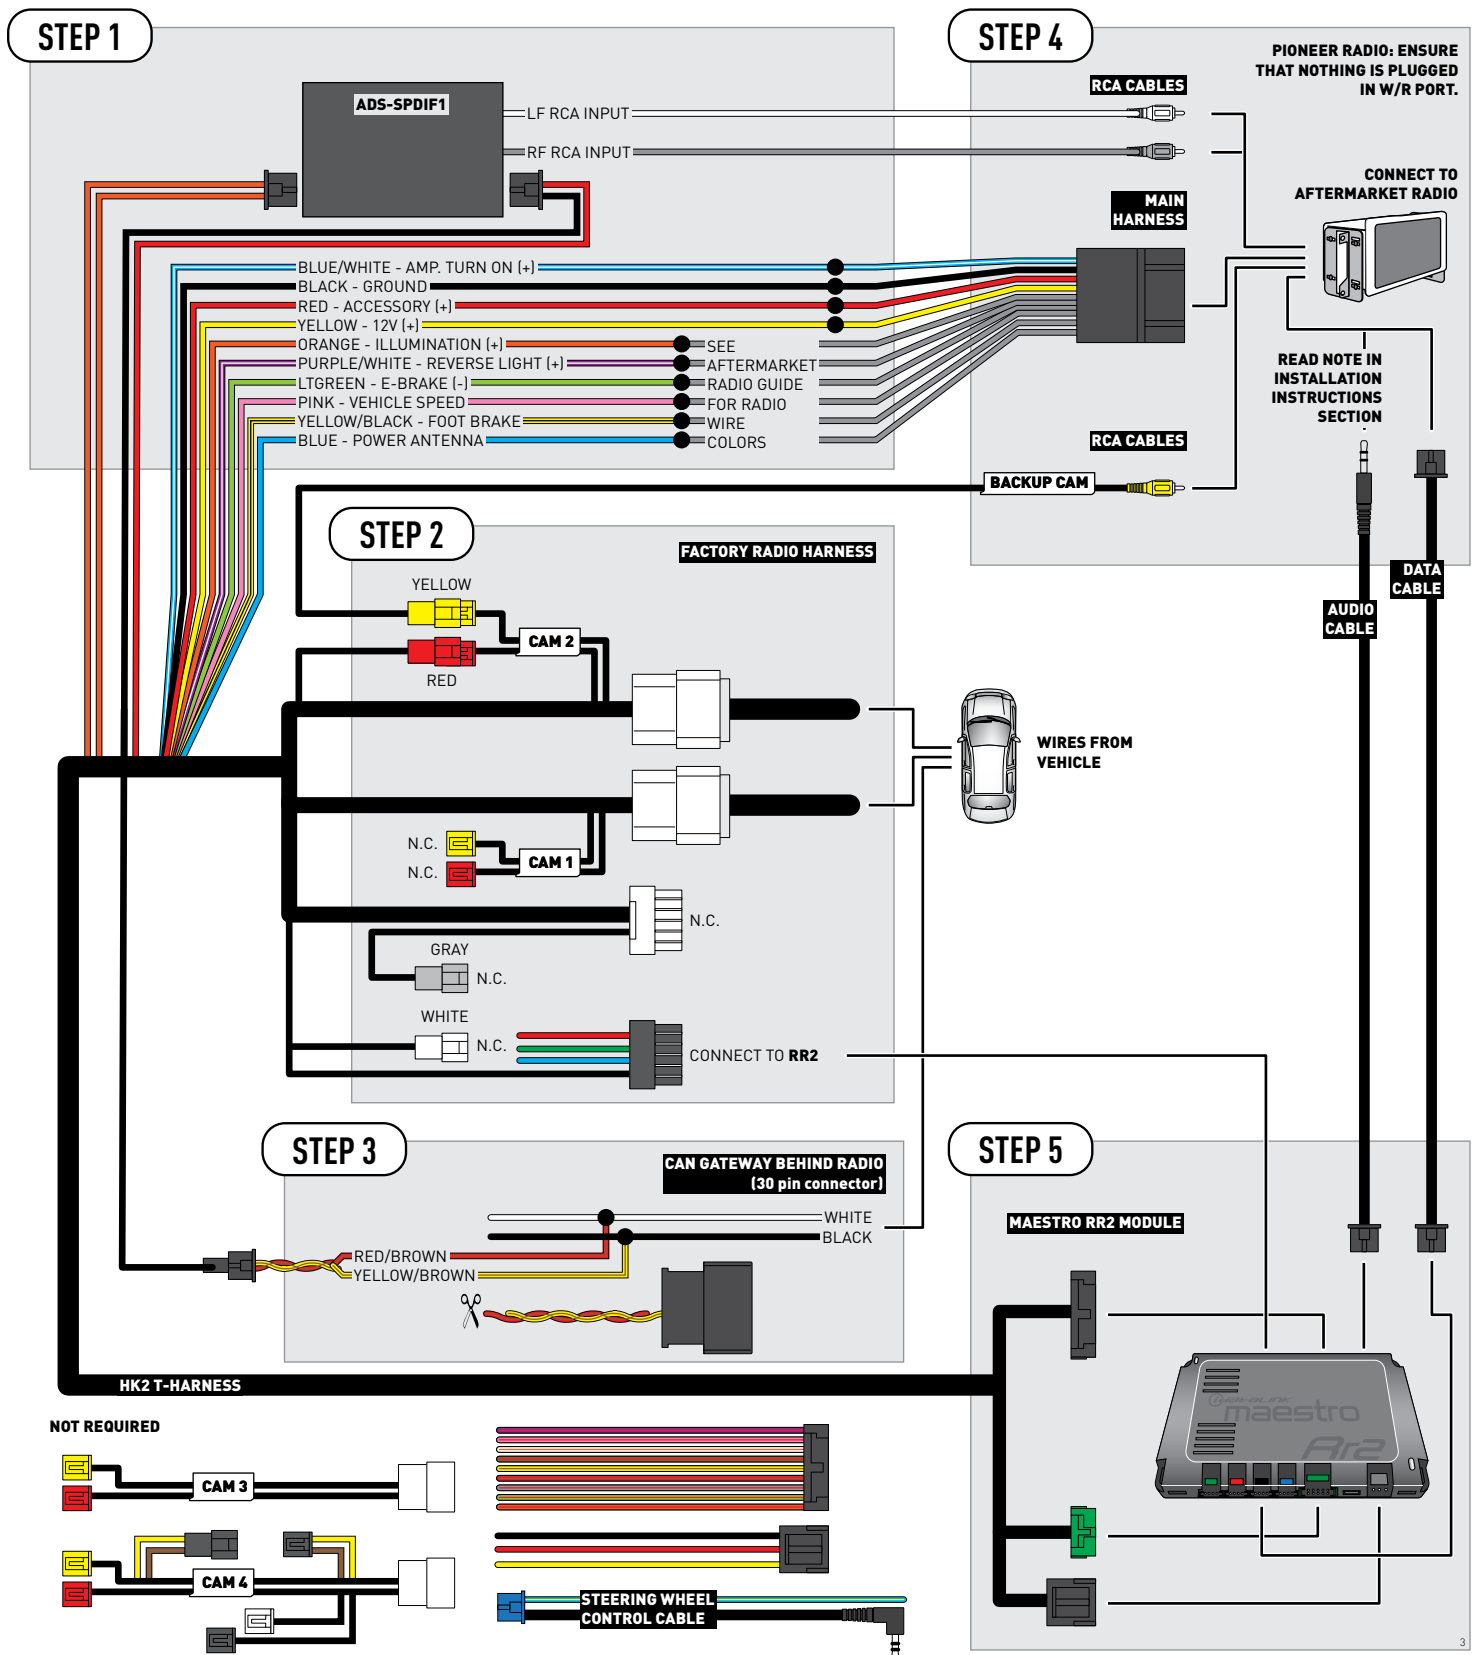 STEP 1
ADS-SPDIF1
LF RCA INPUT
RF RCA INPUT
BLUE/WHITE - AMP. TURN ON (+)
BLACK - GROUND
RED - ACCESSORY (+)
YELLOW - 12V (+)
ORANGE - ILLUMINATION (+)
PURPLE/WHITE - REVERSE LIGHT (+)
LTGREEN - E-BRAKE (-)
PINK - VEHICLE SPEED
YELLOW/BLACK - FOOT BRAKE
BLUE - POWER ANTENNA
SEE
AFTERMARKET
RADIO GUIDE
FOR RADIO
WIRE
COLORS
STEP 4
PIONEER RADIO: ENSURE
THAT NOTHING IS PLUGGED
IN W/R PORT.
RCA CABLES
CONNECT TO
AFTERMARKET RADIO
MAIN
HARNESS
READ NOTE IN
INSTALLATION
INSTRUCTIONS
SECTION
RCA CABLES
BACKUP CAM
DATA
CABLE
AUDIO
CABLE
STEP 2
FACTORY RADIO HARNESS
YELLOW
CAM 2
RED
WIRES FROM
VEHICLE
N.C.
N.C.
CAM 1
N.C.
GRAY
N.C.
WHITE
N.C.
CONNECT TO RR2
STEP 3
CAN GATEWAY BEHIND RADIO
(30 pin connector)
WHITE
BLACK
RED/BROWN
YELLOW/BROWN
STEP 5
MAESTRO RR2 MODULE
maestro
Rr2
HK2 T-HARNESS
NOT REQUIRED
CAM 3
CAM 4
STEERING WHEEL
CONTROL CABLE
3